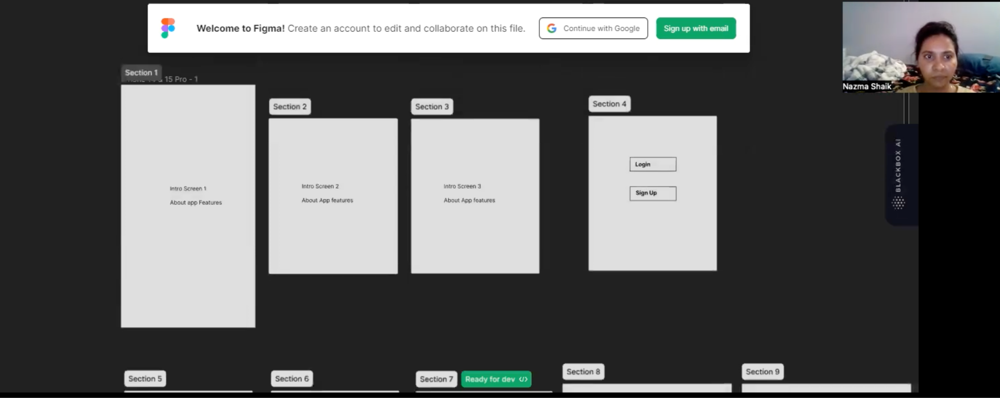 Welcome to Figma! Create an account to edit and collaborate on this file.
Continue with Google
Sign up with email
Nazma Shaik
Section 1
15 Pro - 1
Section 2
Section 3
Section 4
Intro Screen 1
About app Features
Intro Screen 2
About App features
Intro Screen 3
About App features
Login
Sign Up
BLACKBOX AI
Section 5
Section 6
Section 7
Ready for dev
Section 8
Section 9